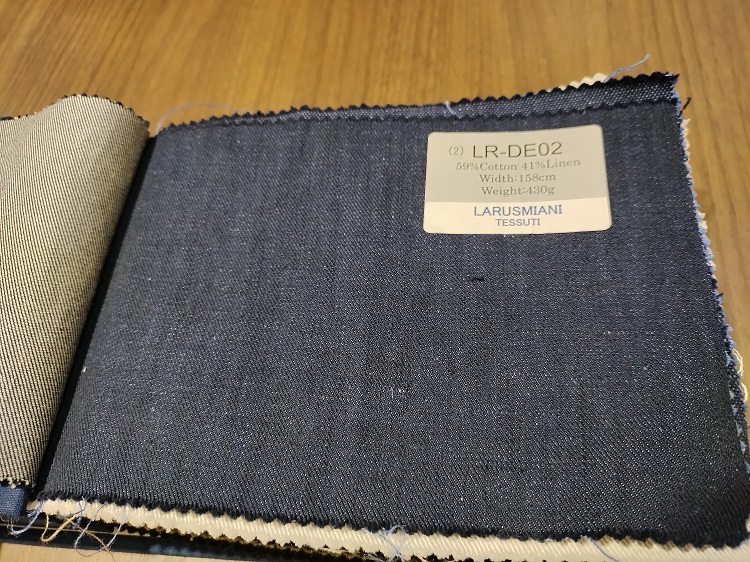 (2) LR-DE02
59%Cotton 41%Linen
Width:158cm
Weight:430g
LARUSMIANI
TESSUTI